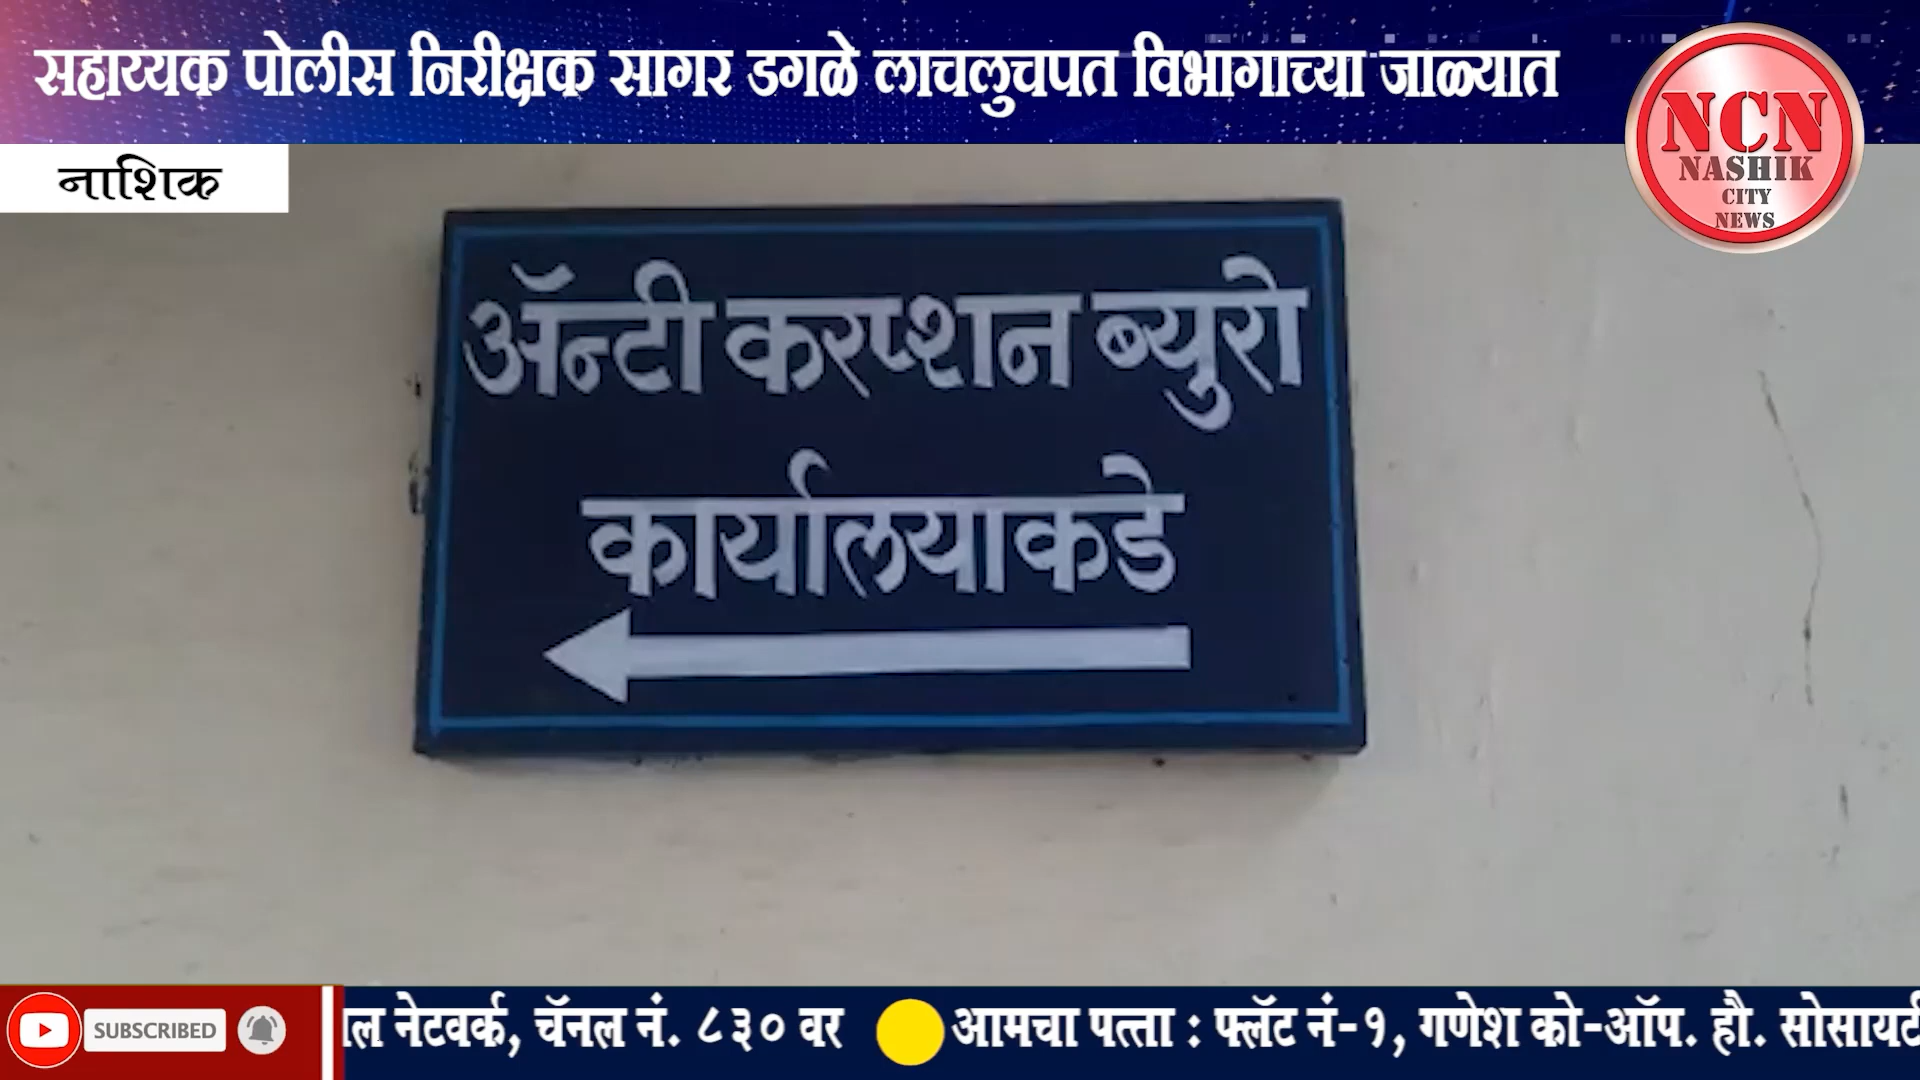 सहाय्यक पोलीस निरीक्षक सागर डगळे लाचलुचपत विभागाच्या जाळ्यात
NCN
NASHIK
CITY
NEWS
नाशिक
ॲन्टी करप्शन ब्युरो
कार्यालयाकडे
SUBSCRIBED
ल नेटवर्क, चॅनल नं. ८३० वर आमचा पत्ता : फ्लॅट नं-१, गणेश को-ऑप. हौ. सोसायटी